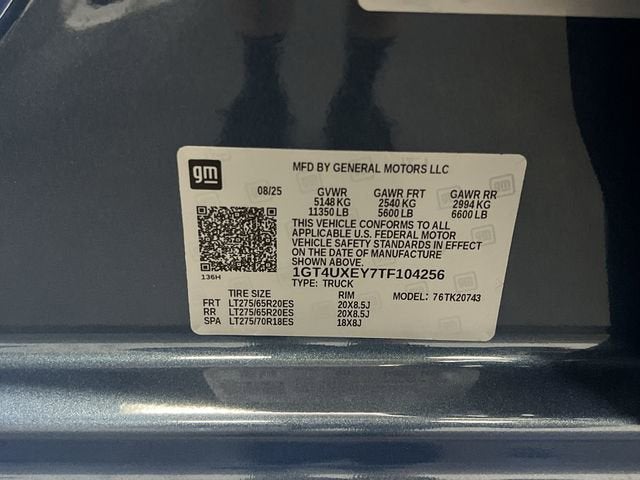 gm
MFD BY GENERAL MOTORS LLC
08/25 GVWR GAWR FRT GAWR RR
5148 KG 2540 KG 2994 KG
11350 LB 5600 LB 6600 LB
THIS VEHICLE CONFORMS TO ALL
APPLICABLE U.S. FEDERAL MOTOR
VEHICLE SAFETY STANDARDS IN EFFECT
ON THE DATE OF MANUFACTURE
SHOWN ABOVE.
136H
1GT4UXEY7TF104256
TYPE: TRUCK
TIRE SIZE RIM MODEL: 76TK20743
FRT LT275/65R20ES 20X8.5J
RR LT275/65R20ES 20X8.5J
SPA LT275/70R18ES 18X8J